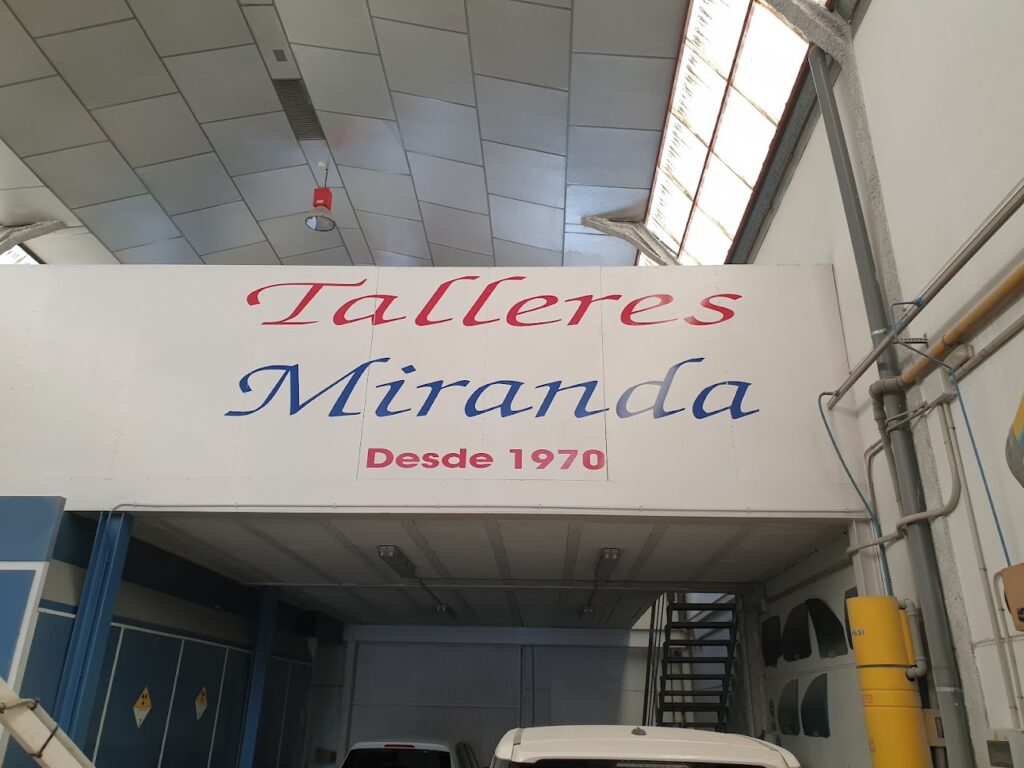 Talleres
Miranda
Desde 1970